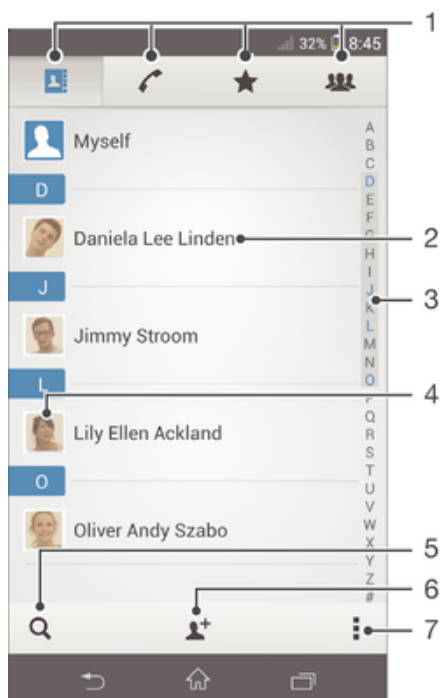 1
32% 8:45
Myself
D
Daniela Lee Linden
2
J
3
Jimmy Stroom
L
4
Lily Ellen Ackland
O
Oliver Andy Szabo
5
6
7
A
B
C
D
E
F
G
H
I
J
K
L
M
N
O
P
Q
R
S
T
U
V
W
X
Y
Z
#